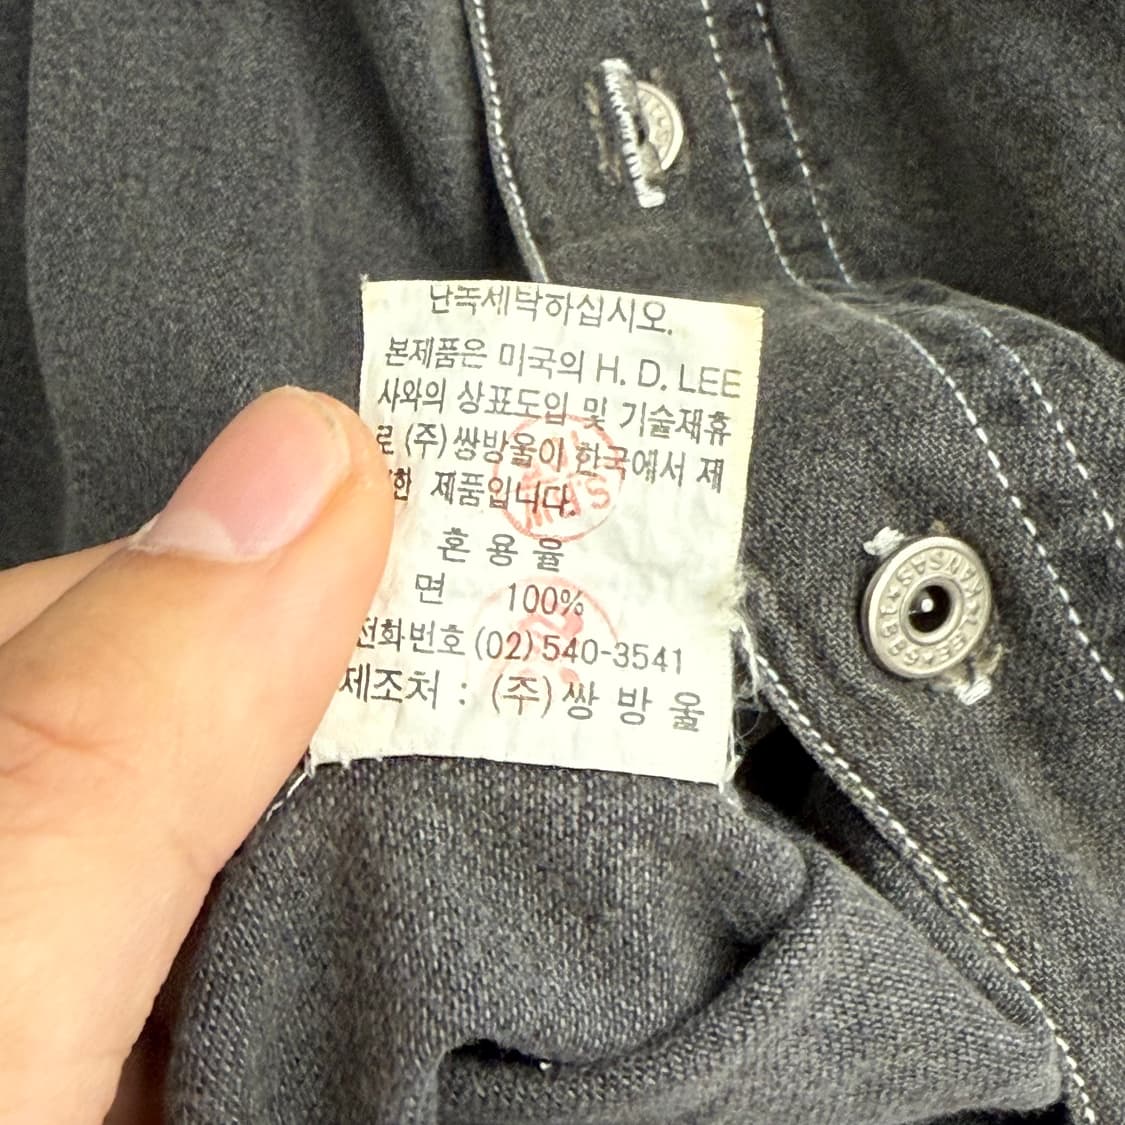 단독세탁하십시오.
본제품은 미국의 H. D. LEE
사와의 상표도입 및 기술제휴
로 (주)쌍방울이 한국에서 제
한 제품입니다.
혼 용 율
면 100%
전화번호 (02) 540-3541
제조처 : (주) 쌍 방 울
KANSAS
LEE